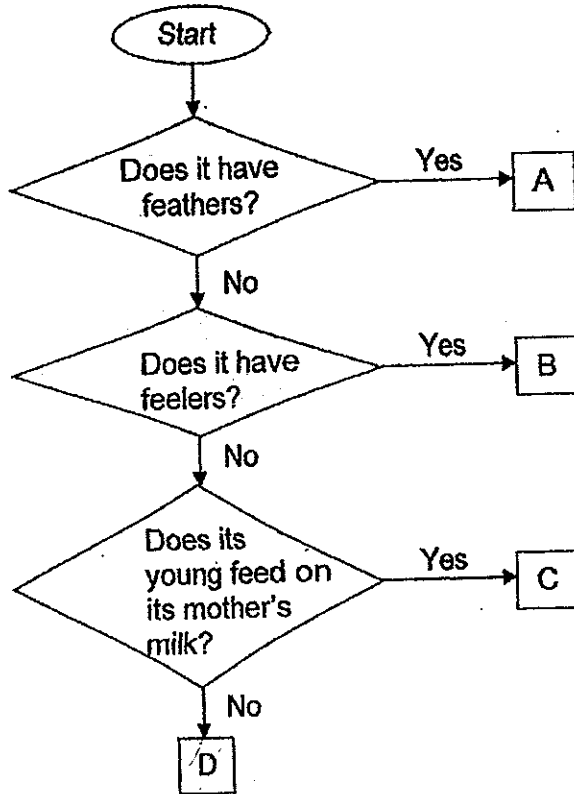 Start
Does it have
feathers?
Yes
A
No
Does it have
feelers?
Yes
B
No
Does its
young feed on
its mother's
milk?
Yes
C
No
D